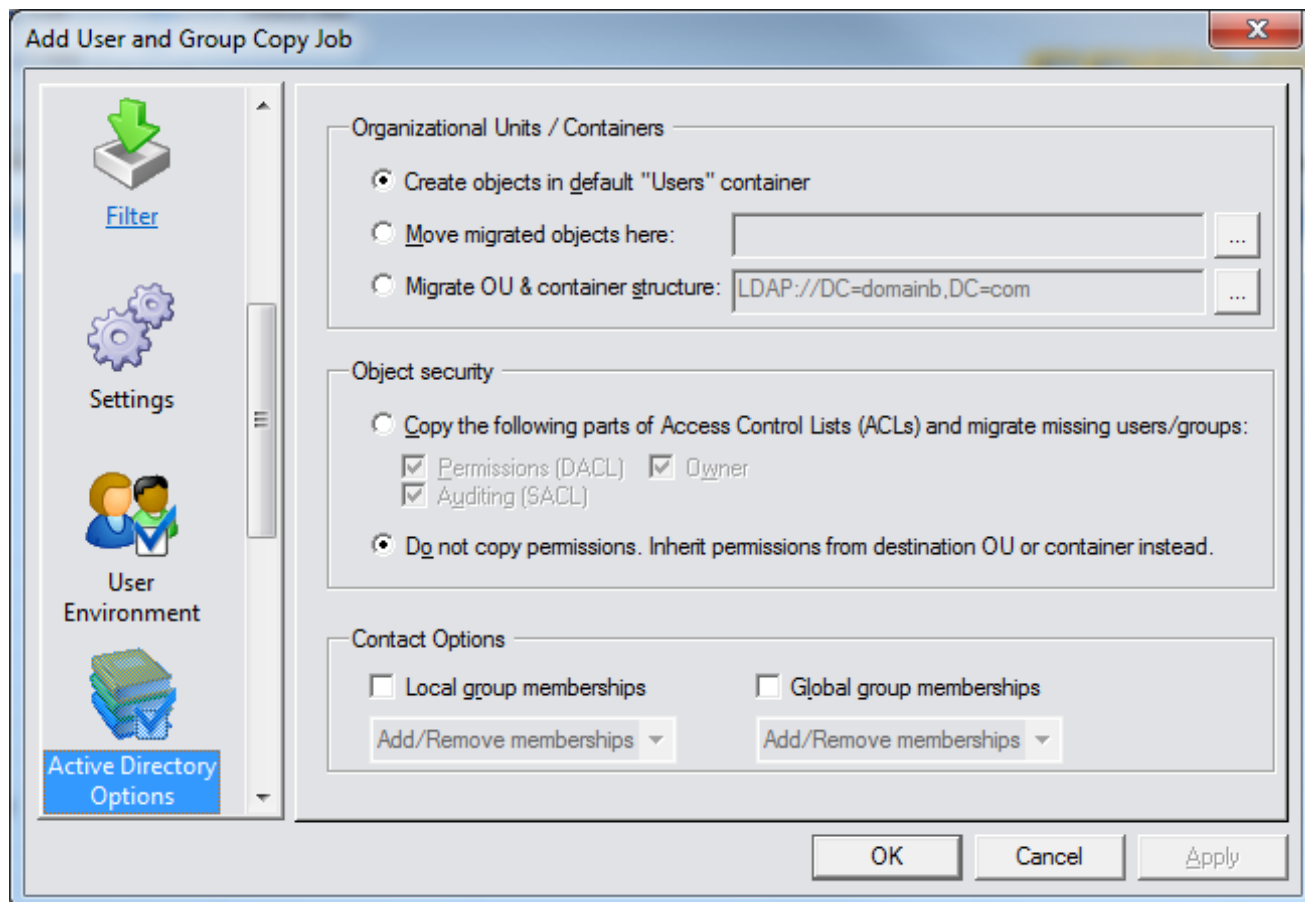 Add User and Group Copy Job
Filter
Settings
User
Environment
Active Directory
Options
Organizational Units / Containers
Create objects in default "Users" container
Move migrated objects here:
...
Migrate OU & container structure:
LDAP://DC=domainb,DC=com
...
Object security
Copy the following parts of Access Control Lists (ACLs) and migrate missing users/groups:
Permissions (DACL) Owner
Auditing (SACL)
Do not copy permissions. Inherit permissions from destination OU or container instead.
Contact Options
Local group memberships Global group memberships
Add/Remove memberships Add/Remove memberships
OK Cancel Apply